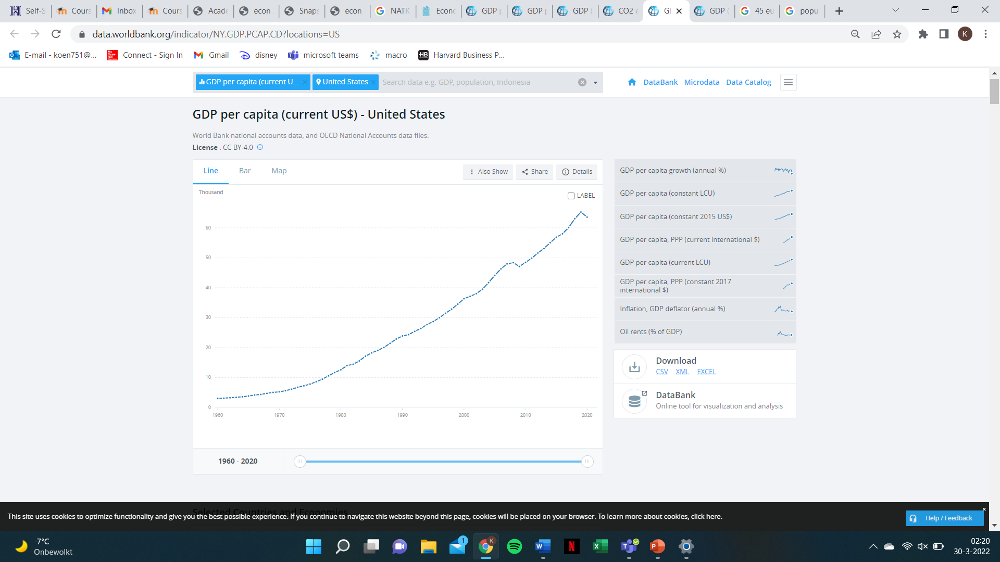 Self-S
Cours
Inbox
Cours
Acade
econ
Snaps
econ
NATIO
Econ
GDP p
GDP p
GDP (
CO2 e
GDP (
45 eu
popu
data.worldbank.org/indicator/NY.GDP.PCAP.CD?locations=US
K
E-mail - koen751@...
Connect - Sign In
Gmail
disney
microsoft teams
macro
HB
Harvard Business P...
GDP per capita (current U... ×
United States ×
Search data e.g. GDP, population, Indonesia
DataBank
Microdata
Data Catalog
GDP per capita (current US$) - United States
World Bank national accounts data, and OECD National Accounts data files.
License : CC BY-4.0
Line
Bar
Map
Also Show
Share
Details
Thousand
LABEL
60
50
40
30
20
10
0
1960
1970
1980
1990
2000
2010
2020
1960 - 2020
GDP per capita growth (annual %)
GDP per capita (constant LCU)
GDP per capita (constant 2015 US$)
GDP per capita, PPP (current international $)
GDP per capita (current LCU)
GDP per capita, PPP (constant 2017
international $)
Inflation, GDP deflator (annual %)
Oil rents (% of GDP)
Download
CSV XML EXCEL
DataBank
Online tool for visualization and analysis
Selected Countries and Economies
This site uses cookies to optimize functionality and give you the best possible experience. If you continue to navigate this website beyond this page, cookies will be placed on your browser. To learn more about cookies, click here.
×
Help / Feedback
-7°C
Onbewolkt
1
K
02:20
30-3-2022